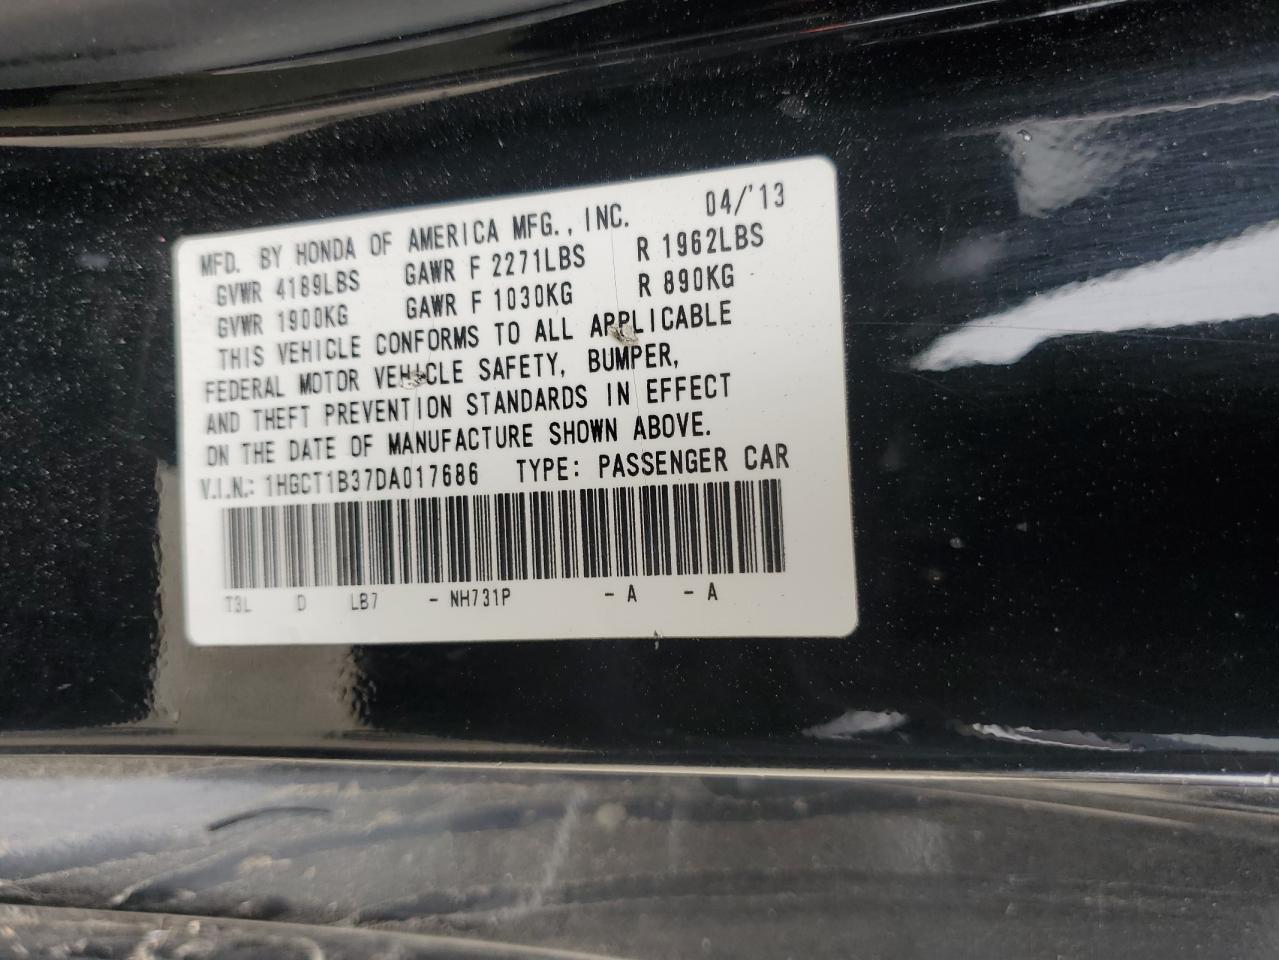 MFD. BY HONDA OF AMERICA MFG., INC. 04/'13
GVWR 4189LBS GAWR F 2271LBS R 1962LBS
GVWR 1900KG GAWR F 1030KG R 890KG
THIS VEHICLE CONFORMS TO ALL APPLICABLE
FEDERAL MOTOR VEHICLE SAFETY, BUMPER,
AND THEFT PREVENTION STANDARDS IN EFFECT
ON THE DATE OF MANUFACTURE SHOWN ABOVE.
V.I.N.: 1HGCT1B37DA017686 TYPE: PASSENGER CAR
T3L D LB7 - NH731P - A - A